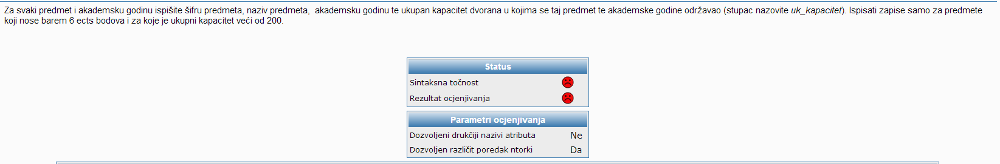 Za svaki predmet i akademsku godinu ispišite šifru predmeta, naziv predmeta,  akademsku godinu te ukupan kapacitet dvorana u kojima se taj predmet te akademske godine održavao (stupac nazovite uk_kapacitet). Ispisati zapise samo za predmete
koji nose barem 6 ects bodova i za koje je ukupni kapacitet veći od 200.
Status
Sintaksna točnost
Rezultat ocjenjivanja
Parametri ocjenjivanja
Dozvoljeni drukčiji nazivi atributa Ne
Dozvoljen različit poredak ntorki Da